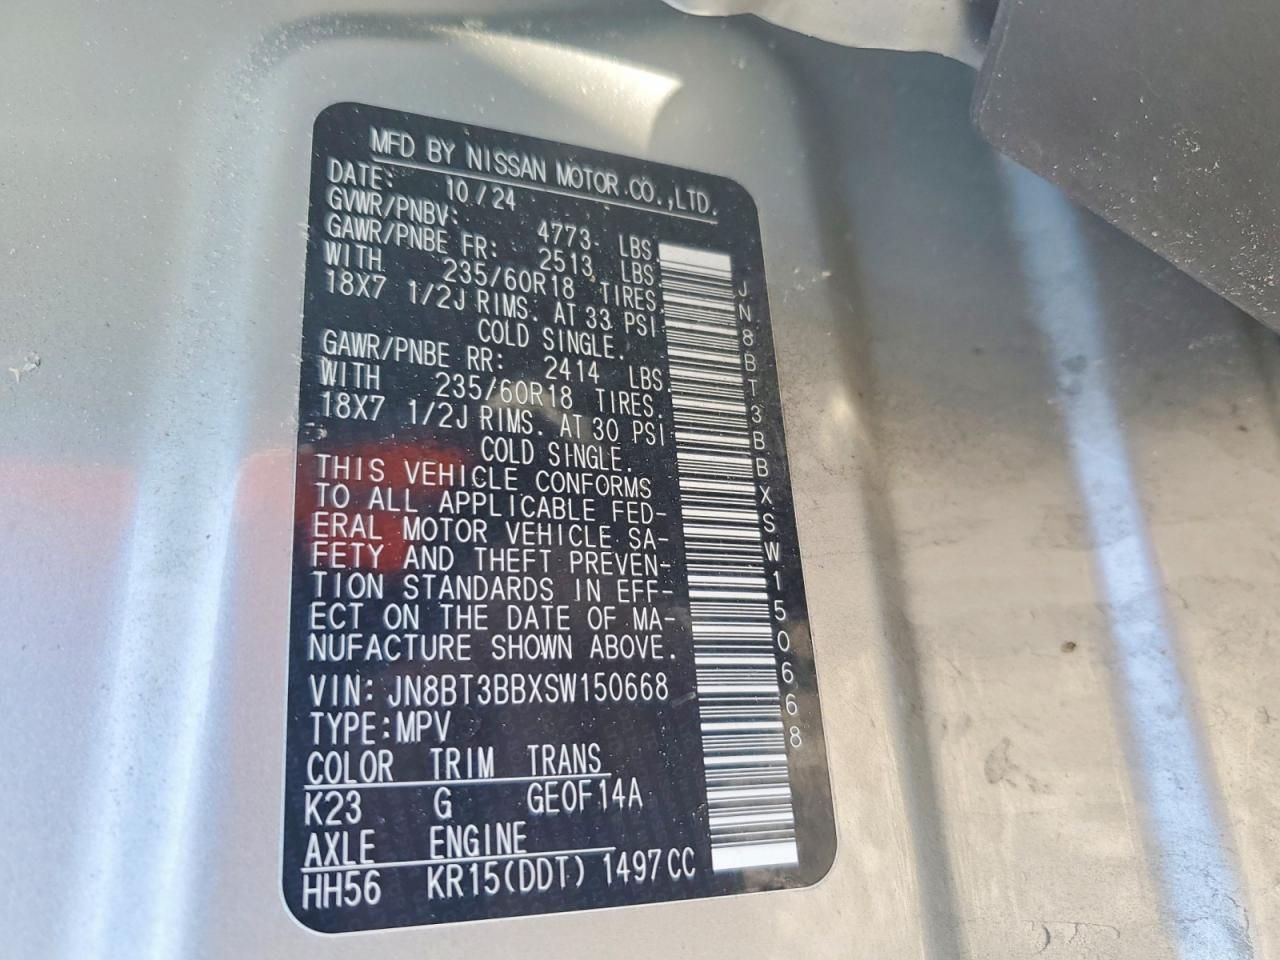 MFD BY NISSAN MOTOR CO.,LTD.
DATE: 10/24
GVWR/PNBV: 4773 LBS.
GAWR/PNBE FR: 2513 LBS.
WITH 235/60R18 TIRES.
18X7 1/2J RIMS. AT 33 PSI
COLD SINGLE.
GAWR/PNBE RR: 2414 LBS.
WITH 235/60R18 TIRES.
18X7 1/2J RIMS. AT 30 PSI
COLD SINGLE.
THIS VEHICLE CONFORMS
TO ALL APPLICABLE FED-
ERAL MOTOR VEHICLE SA-
FETY AND THEFT PREVEN-
TION STANDARDS IN EFF-
ECT ON THE DATE OF MA-
NUFACTURE SHOWN ABOVE.
VIN: JN8BT3BBXSW150668
TYPE:MPV
COLOR TRIM TRANS
K23 G GE0F14A
AXLE ENGINE
HH56 KR15(DDT) 1497CC
JN8BT3BBXSW150668